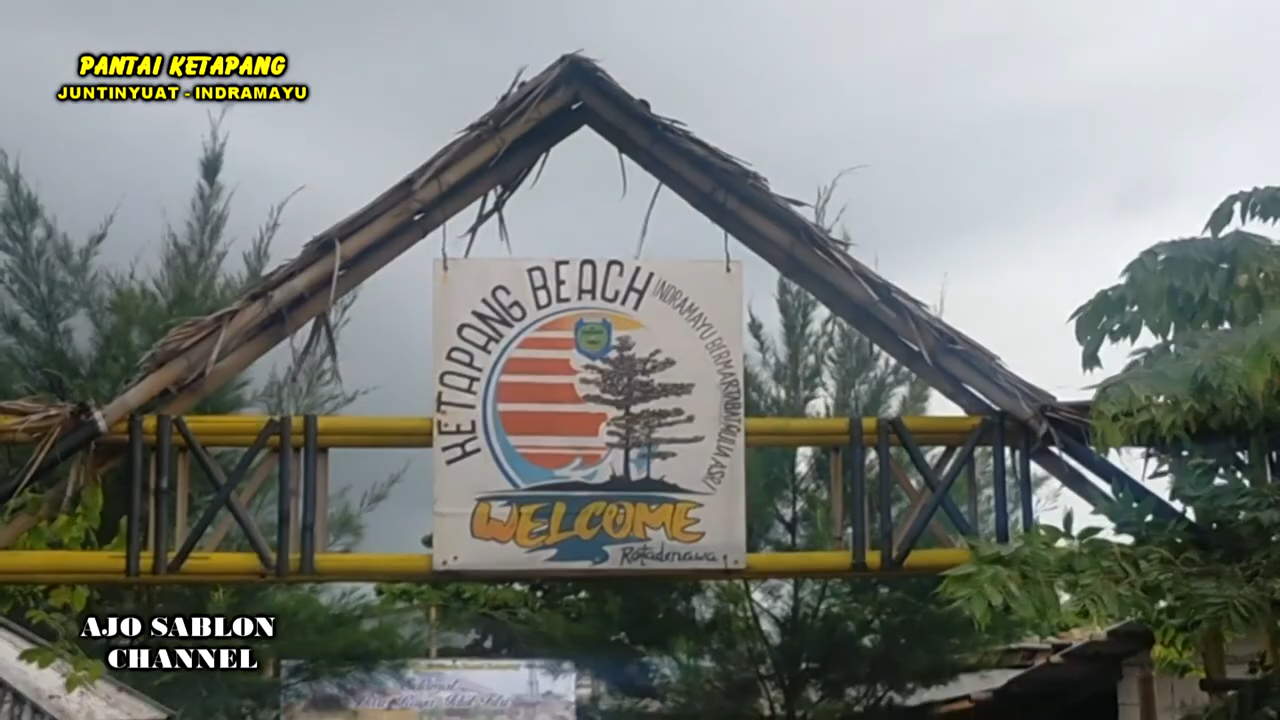 PANTAI KETAPANG
JUNTINYUAT - INDRAMAYU
KETAPANG BEACH
INDRAMAYU BERMARTABAT
WELCOME
AJO SABLON
CHANNEL